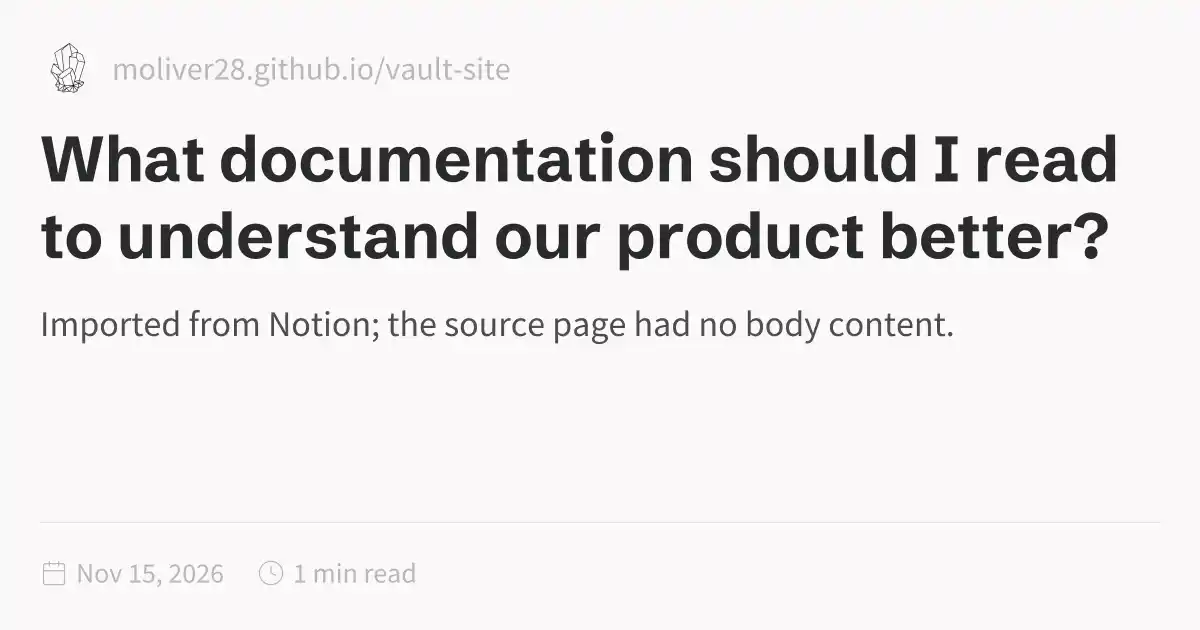 moliver28.github.io/vault-site
What documentation should I read
to understand our product better?
Imported from Notion; the source page had no body content.
Nov 15, 2026
1 min read